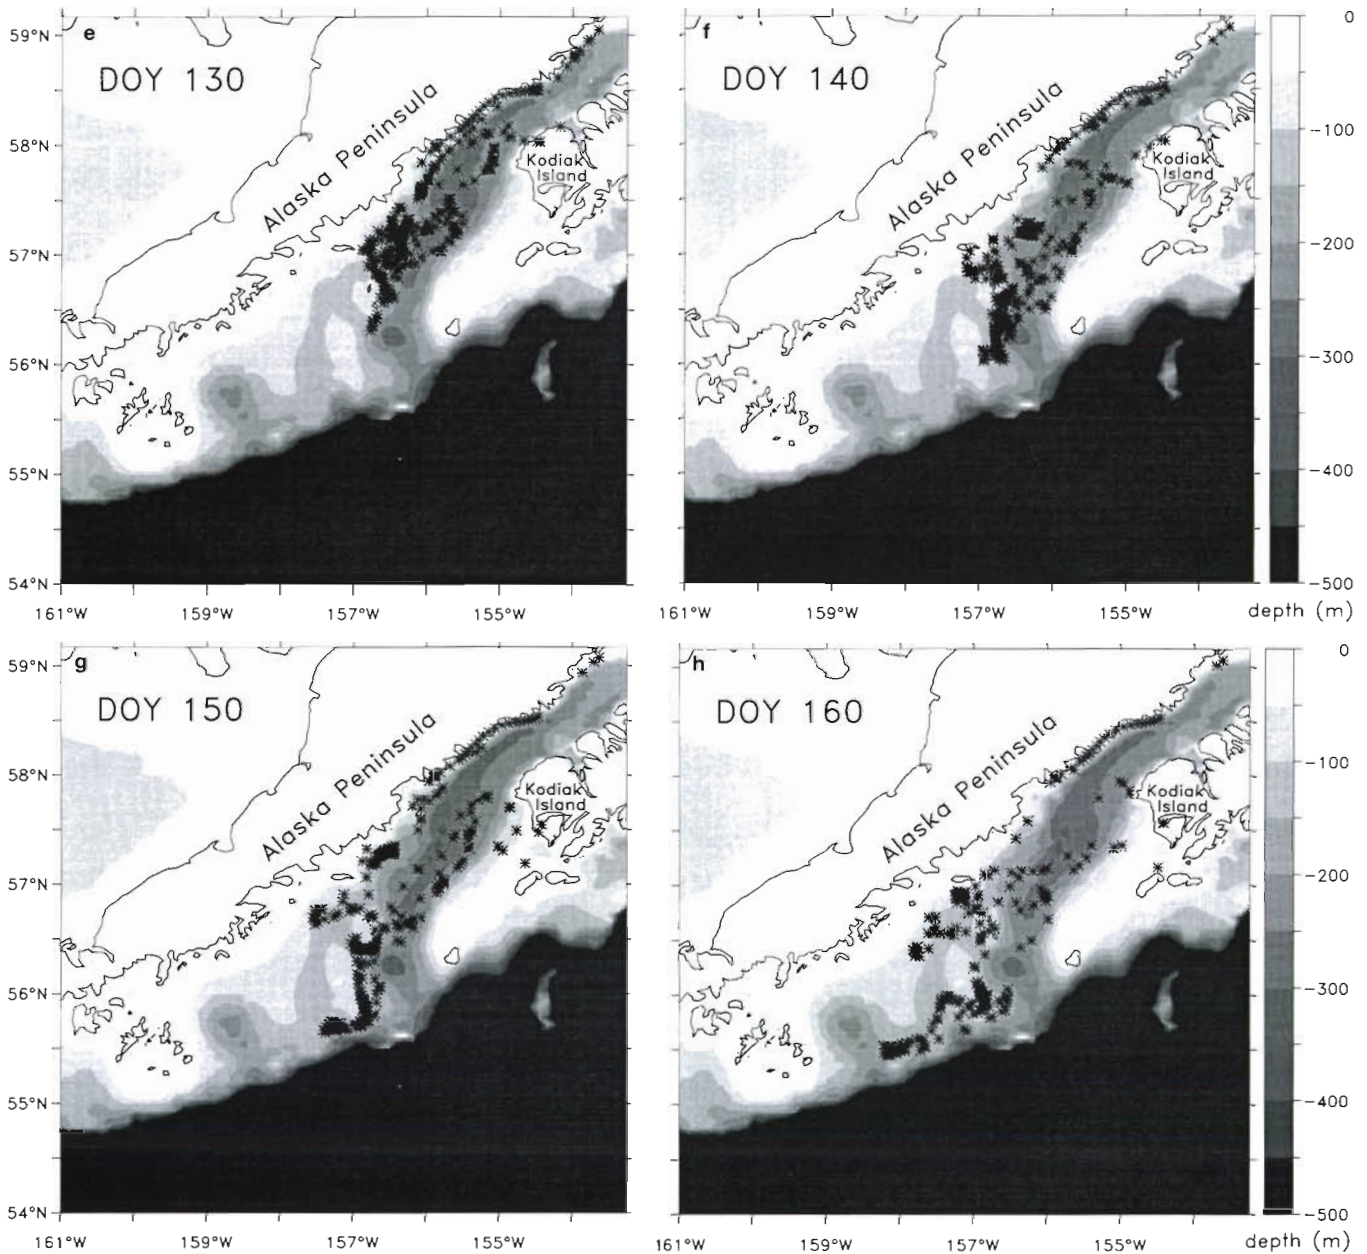 e
DOY 130
Alaska Peninsula
Kodiak
Island
59°N
58°N
57°N
56°N
55°N
54°N
161°W
159°W
157°W
155°W
f
DOY 140
Alaska Peninsula
Kodiak
Island
161°W
159°W
157°W
155°W
0
-100
-200
-300
-400
-500
depth (m)
g
DOY 150
Alaska Peninsula
Kodiak
Island
59°N
58°N
57°N
56°N
55°N
54°N
161°W
159°W
157°W
155°W
h
DOY 160
Alaska Peninsula
Kodiak
Island
161°W
159°W
157°W
155°W
0
-100
-200
-300
-400
-500
depth (m)